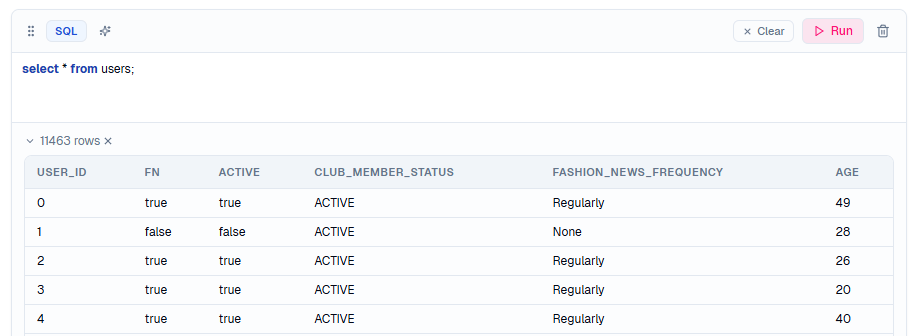 SQL
Clear
Run
select * from users;
11463 rows
USER_ID FN ACTIVE CLUB_MEMBER_STATUS FASHION_NEWS_FREQUENCY AGE
0 true true ACTIVE Regularly 49
1 false false ACTIVE None 28
2 true true ACTIVE Regularly 26
3 true true ACTIVE Regularly 20
4 true true ACTIVE Regularly 40